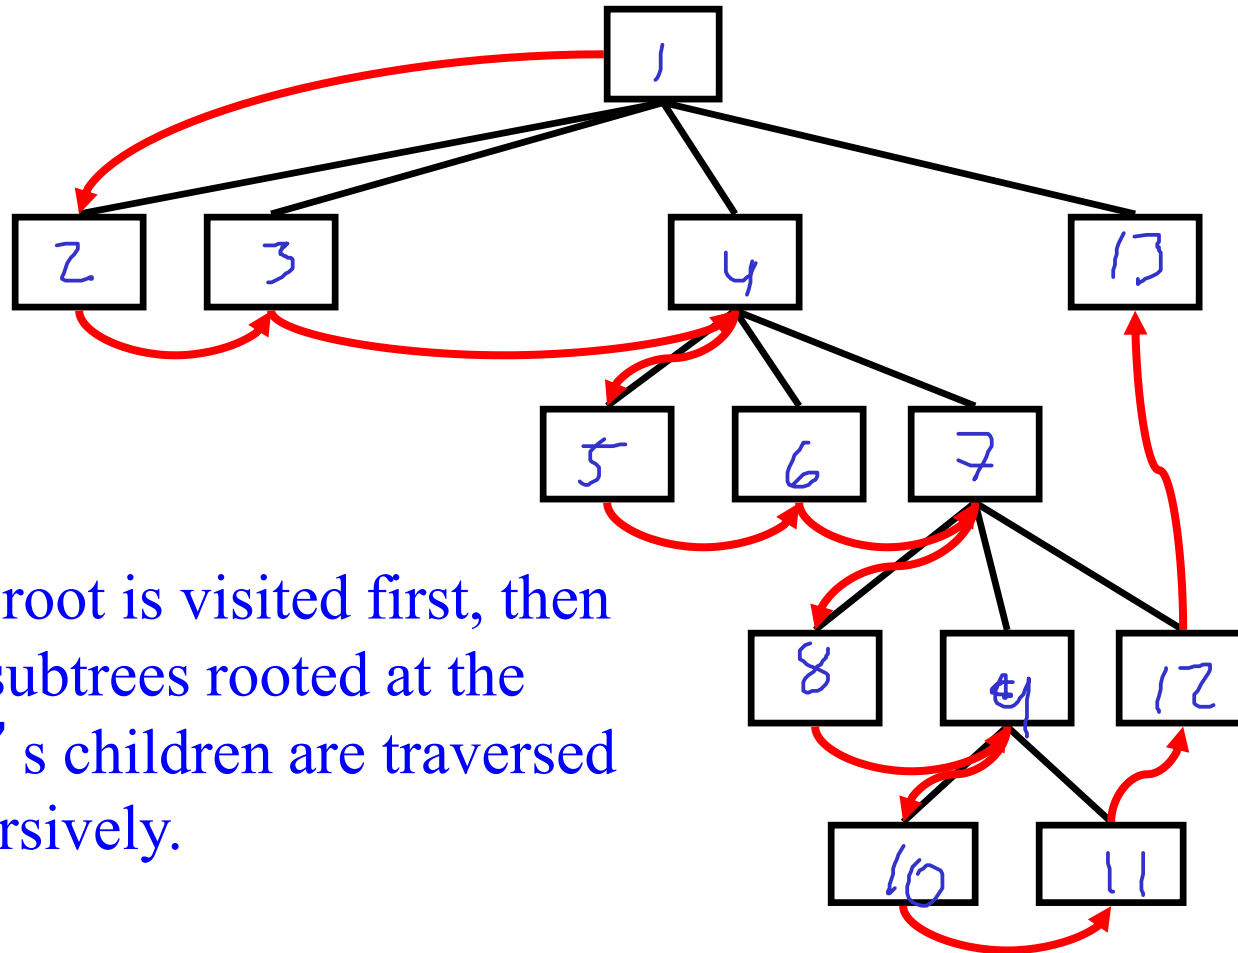 1
2 3 4 13
5 6 7
root is visited first, then
subtrees rooted at the
8 9 12
’s children are traversed
rsively.
10 11